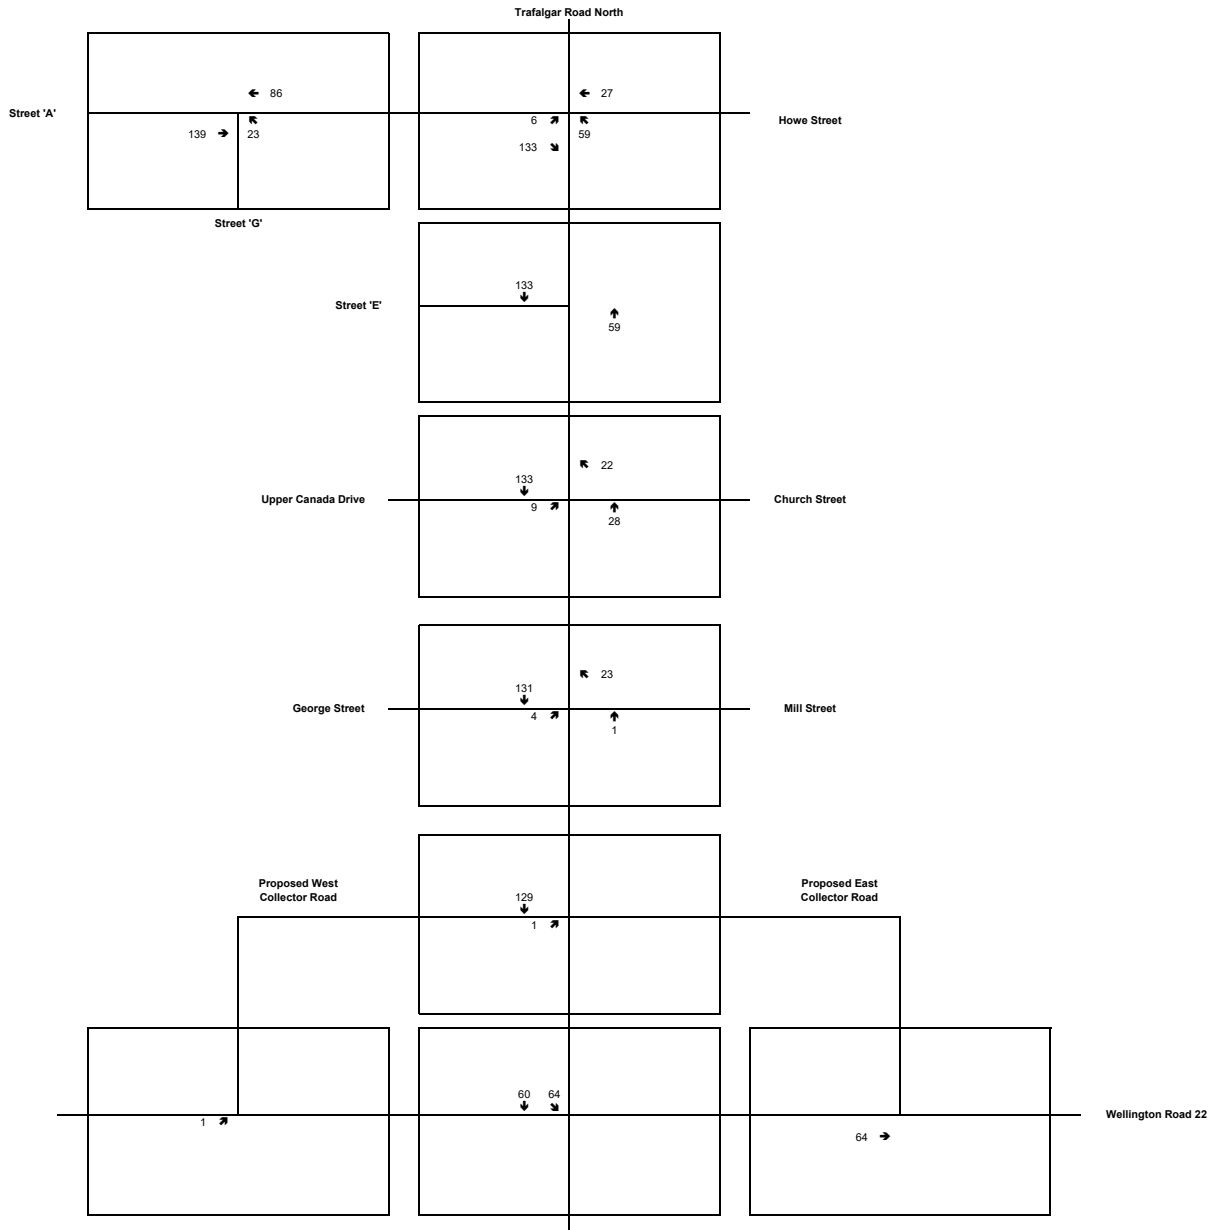 Trafalgar Road North
86
27
Street 'A'
6
Howe Street
139
23
59
133
Street 'G'
133
Street 'E'
59
22
133
Upper Canada Drive
Church Street
9
28
23
131
George Street
Mill Street
4
1
Proposed West
Collector Road
Proposed East
Collector Road
129
1
60 64
Wellington Road 22
1
64